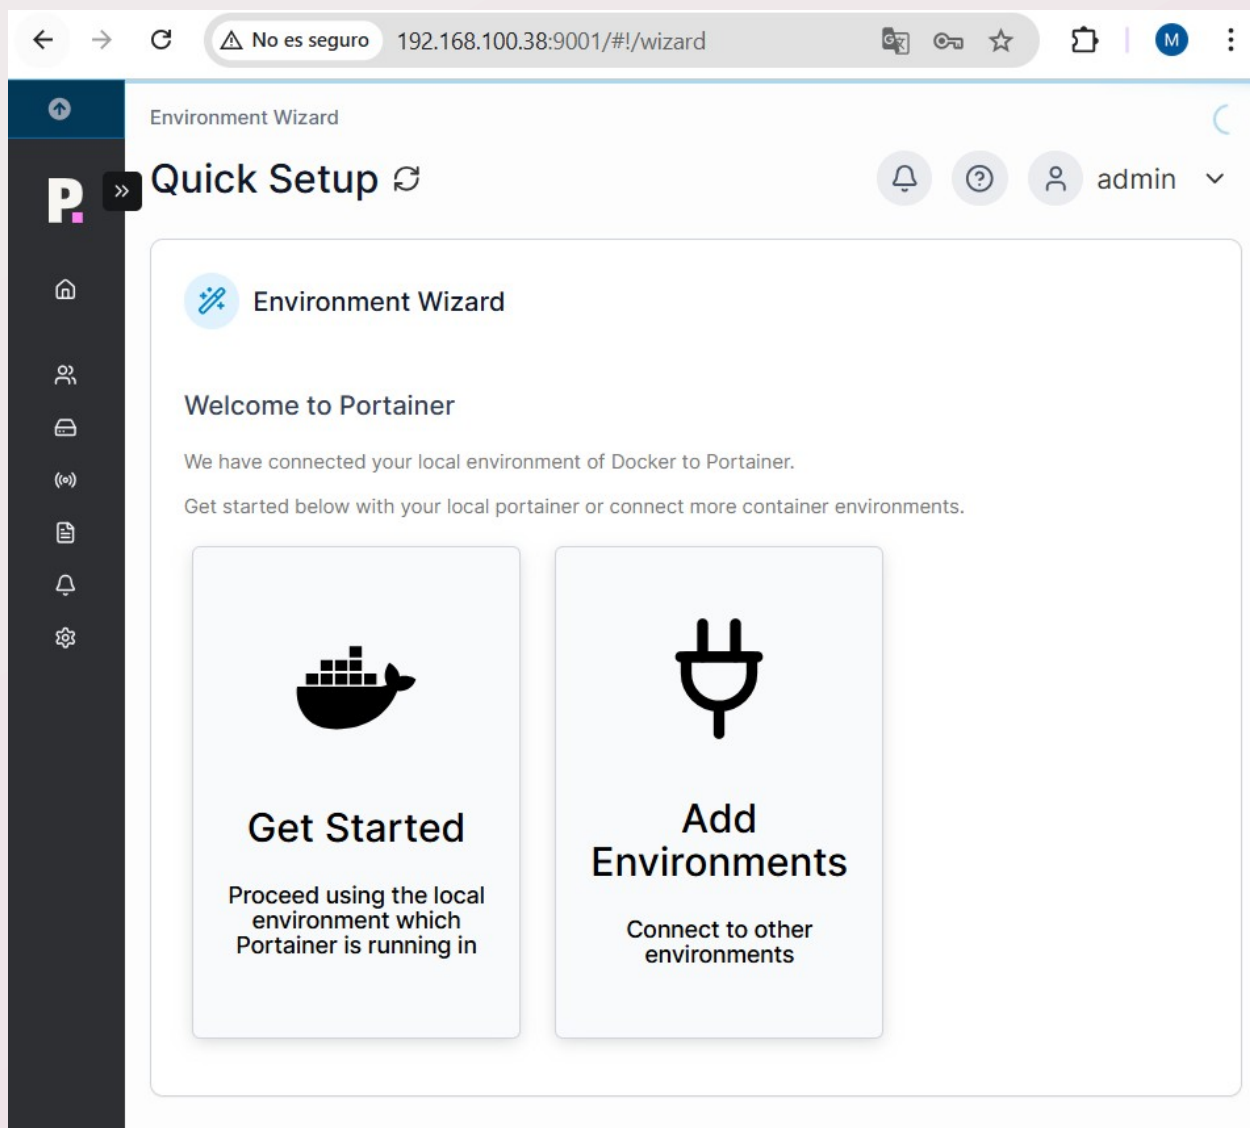 No es seguro 192.168.100.38:9001/#!/wizard M
Environment Wizard
P.
Quick Setup
admin
Environment Wizard
Welcome to Portainer
We have connected your local environment of Docker to Portainer.
Get started below with your local portainer or connect more container environments.
Get Started
Proceed using the local
environment which
Portainer is running in
Add
Environments
Connect to other
environments